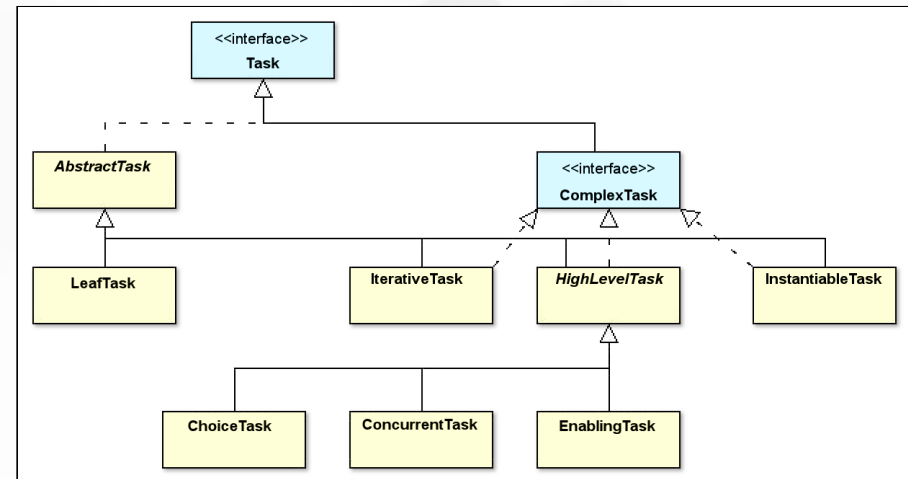 <<interface>>
Task
AbstractTask
<<interface>>
ComplexTask
LeafTask
IterativeTask
HighLevelTask
InstantiableTask
ChoiceTask
ConcurrentTask
EnablingTask